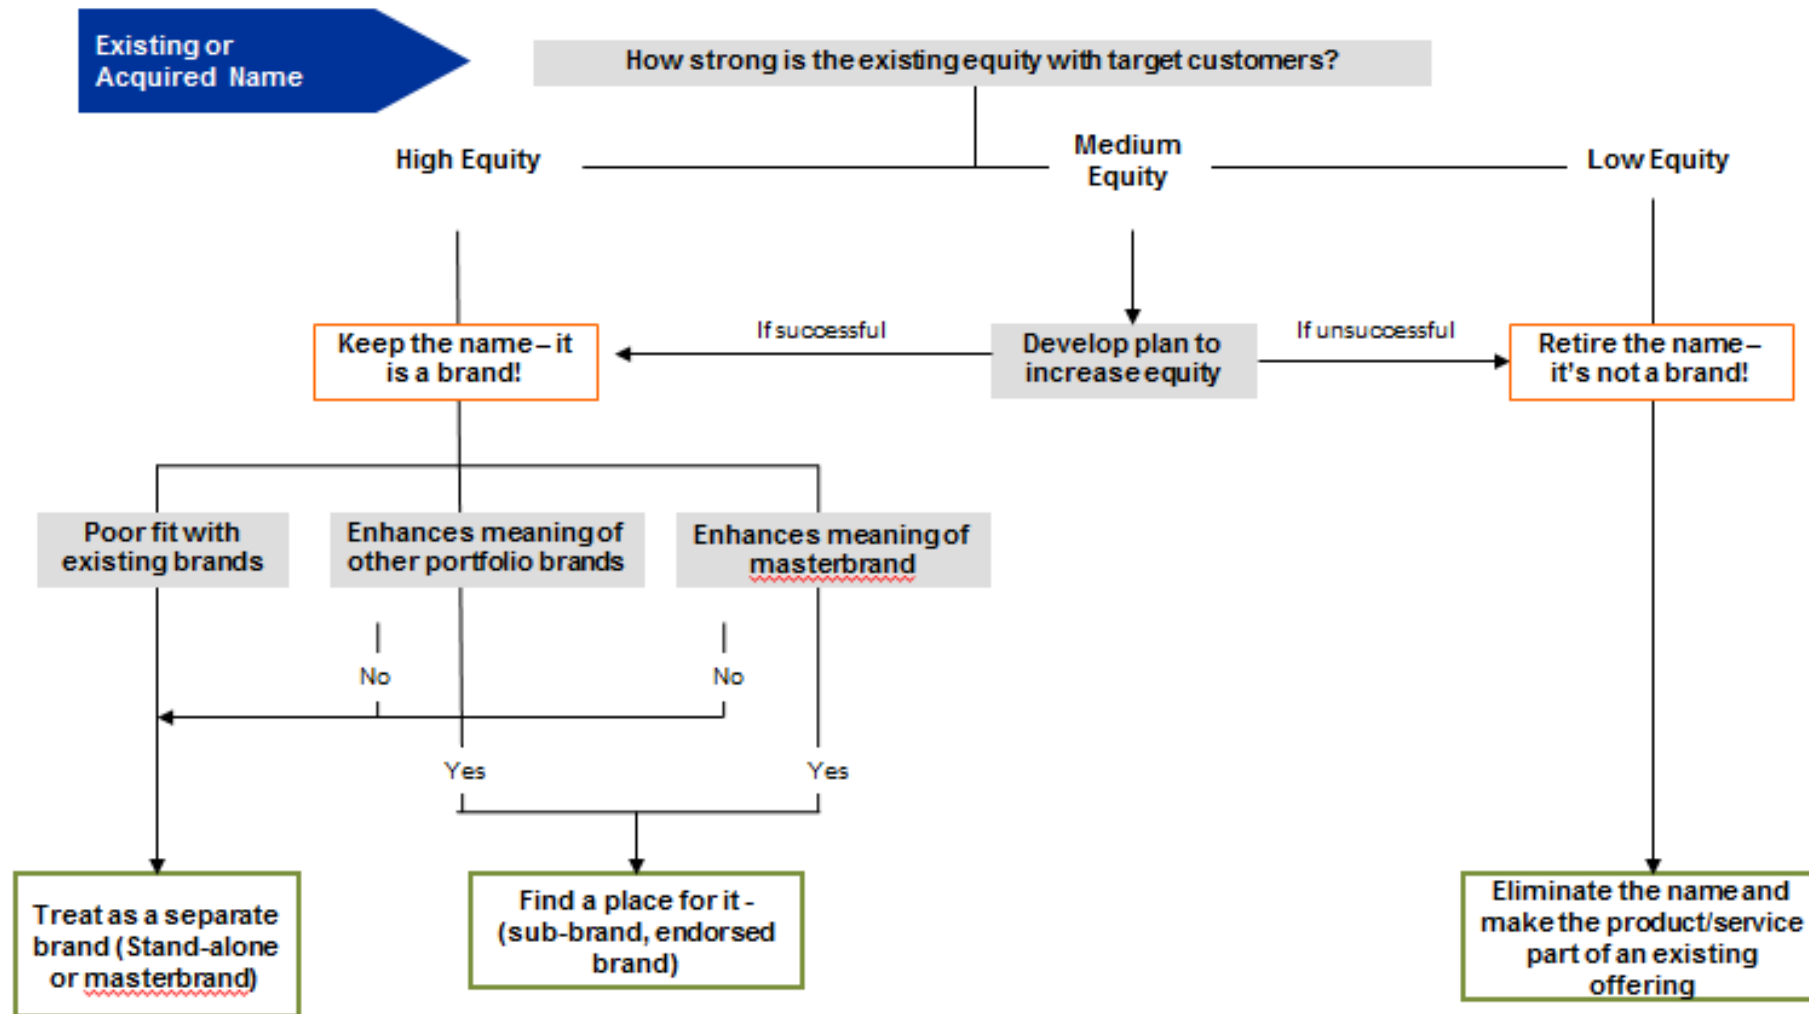 Existing or
Acquired Name
How strong is the existing equity with target customers?
High Equity
Medium
Equity
Low Equity
Keep the name – it
is a brand!
If successful
Develop plan to
increase equity
If unsuccessful
Retire the name –
it's not a brand!
Poor fit with
existing brands
Enhances meaning of
other portfolio brands
Enhances meaning of
masterbrand
No
No
Yes
Yes
Treat as a separate
brand (Stand-alone
or masterbrand)
Find a place for it -
(sub-brand, endorsed
brand)
Eliminate the name and
make the product/service
part of an existing
offering